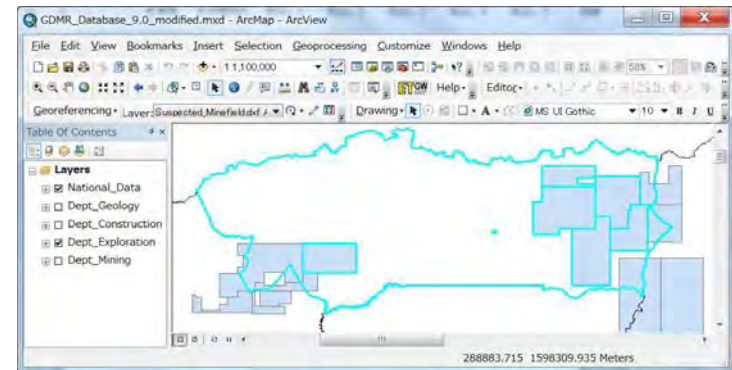 GDMR_Database_9.0_modified.mxd - ArcMap - ArcView
File Edit View Bookmarks Insert Selection Geoprocessing Customize Windows Help
1:1,100,000
50%
GW Help Editor
Georeferencing Layer: Suspected_Minefield.dxf Drawing A MS UI Gothic 10 B I U
Table Of Contents
Layers
National_Data
Dept_Geology
Dept_Construction
Dept_Exploration
Dept_Mining
288883.715 1598309.935 Meters